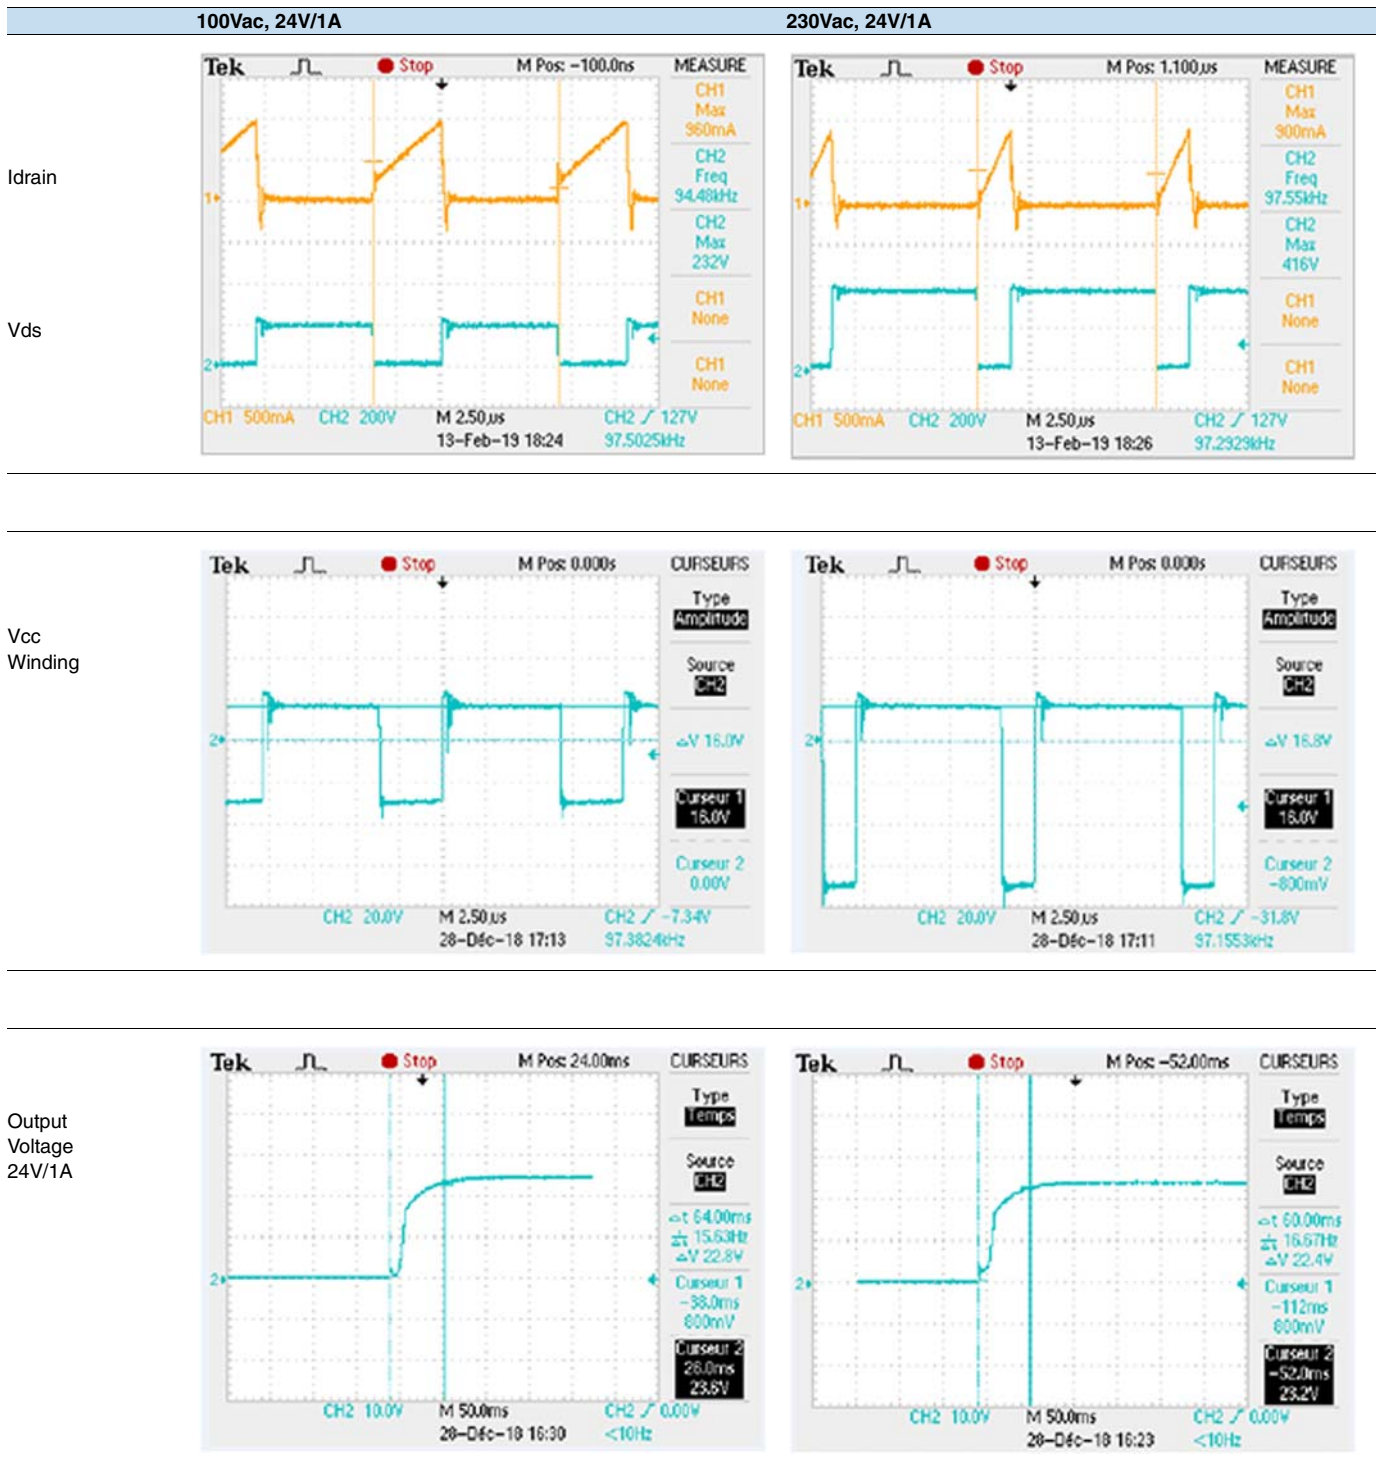 100Vac, 24V/1A 230Vac, 24V/1A
Idrain
Vds
Tek Stop M Pos: -100.0ns MEASURE
CH1
Max
960mA
CH2
Freq
94.48kHz
CH2
Max
232V
CH1
None
CH1
None
1
2
CH1 500mA CH2 200V M 2.50µs CH2 127V
13-Feb-19 18:24 97.5025kHz
Tek Stop M Pos: 1.100µs MEASURE
CH1
Max
900mA
CH2
Freq
97.55kHz
CH2
Max
416V
CH1
None
CH1
None
1
2
CH1 500mA CH2 200V M 2.50µs CH2 127V
13-Feb-19 18:26 97.2929kHz
Vcc
Winding
Tek Stop M Pos: 0.000s CURSEURS
Type
Amplitude
Source
CH2
2
ΔV 16.0V
Curseur 1
16.0V
Curseur 2
0.00V
CH2 20.0V M 2.50µs CH2 -7.34V
28-Déc-18 17:13 97.3824kHz
Tek Stop M Pos: 0.000s CURSEURS
Type
Amplitude
Source
CH2
2
ΔV 16.8V
Curseur 1
16.0V
Curseur 2
-800mV
CH2 20.0V M 2.50µs CH2 -31.8V
28-Déc-18 17:11 97.1553kHz
Output
Voltage
24V/1A
Tek Stop M Pos: 24.00ms CURSEURS
Type
Temps
Source
CH2
Δt 64.00ms
15.63Hz
ΔV 22.8V
2
Curseur 1
-38.0ms
800mV
Curseur 2
26.0ms
23.6V
CH2 10.0V M 50.0ms CH2 0.00V
28-Déc-18 16:30 <10Hz
Tek Stop M Pos: -52.00ms CURSEURS
Type
Temps
Source
CH2
Δt 60.00ms
16.67Hz
ΔV 22.4V
2
Curseur 1
-112ms
800mV
Curseur 2
-52.0ms
23.2V
CH2 10.0V M 50.0ms CH2 0.00V
28-Déc-18 16:23 <10Hz